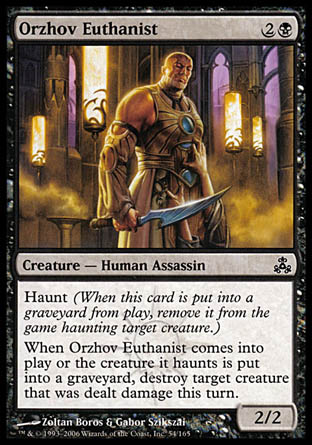 Orzhov Euthanist 2
Creature — Human Assassin
Haunt (When this card is put into a
graveyard from play, remove it from the
game haunting target creature.)
When Orzhov Euthanist comes into
play or the creature it haunts is put
into a graveyard, destroy target creature
that was dealt damage this turn.
Zoltan Boros & Gabor Szikszai
™ & © 1993–2006 Wizards of the Coast, Inc. 54/165
2/2